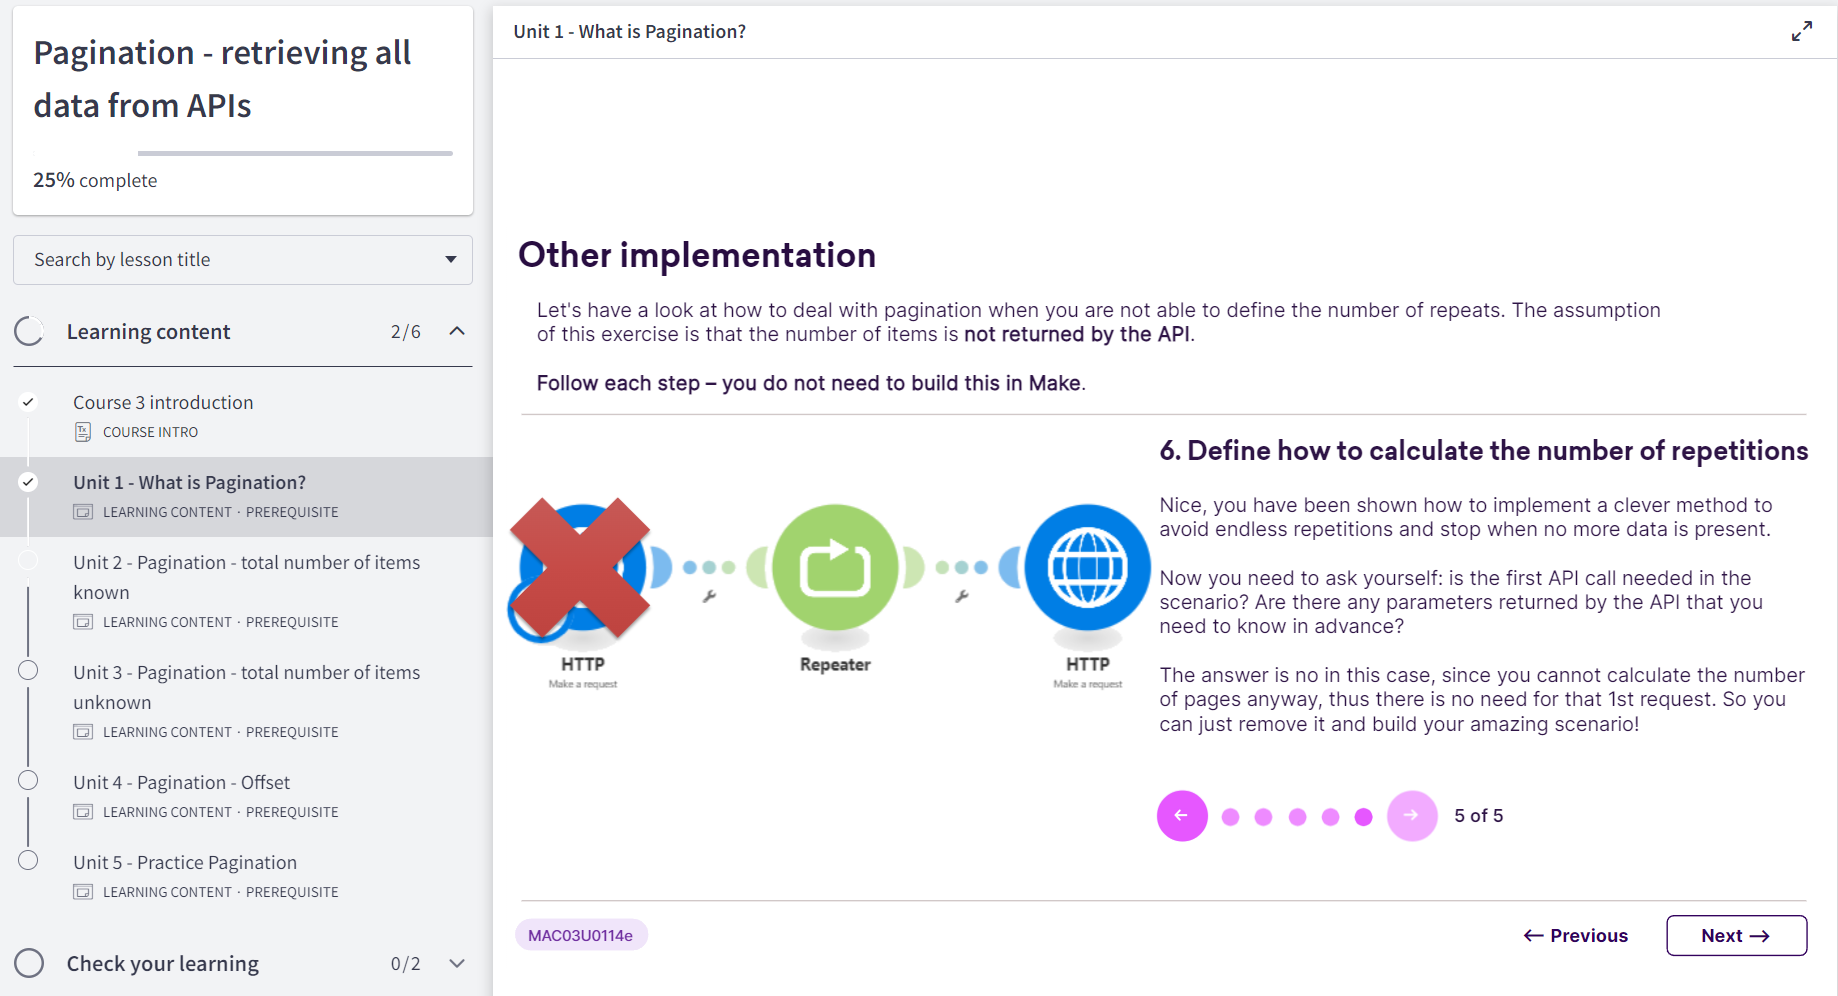 Pagination - retrieving all
data from APIs
25% complete
Search by lesson title
Learning content 2/6
Course 3 introduction
COURSE INTRO
Unit 1 - What is Pagination?
LEARNING CONTENT · PREREQUISITE
Unit 2 - Pagination - total number of items
known
LEARNING CONTENT · PREREQUISITE
Unit 3 - Pagination - total number of items
unknown
LEARNING CONTENT · PREREQUISITE
Unit 4 - Pagination - Offset
LEARNING CONTENT · PREREQUISITE
Unit 5 - Practice Pagination
LEARNING CONTENT · PREREQUISITE
Check your learning 0/2
Unit 1 - What is Pagination?
Other implementation
Let's have a look at how to deal with pagination when you are not able to define the number of repeats. The assumption
of this exercise is that the number of items is not returned by the API.
Follow each step – you do not need to build this in Make.
HTTP
Make a request
Repeater
HTTP
Make a request
6. Define how to calculate the number of repetitions
Nice, you have been shown how to implement a clever method to
avoid endless repetitions and stop when no more data is present.
Now you need to ask yourself: is the first API call needed in the
scenario? Are there any parameters returned by the API that you
need to know in advance?
The answer is no in this case, since you cannot calculate the number
of pages anyway, thus there is no need for that 1st request. So you
can just remove it and build your amazing scenario!
5 of 5
MAC03U0114e
← Previous
Next →